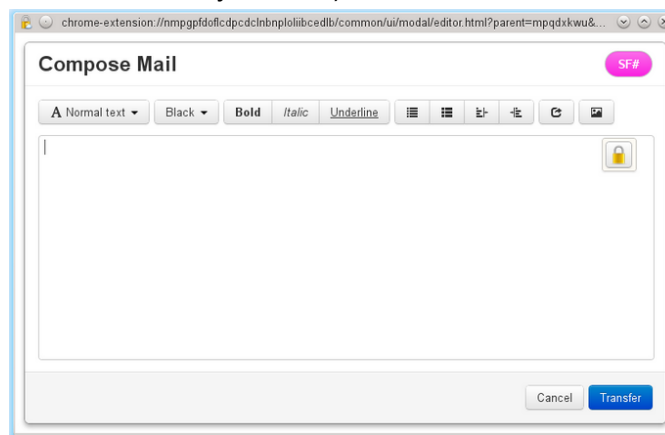 chrome-extension://nmpgpfdoflcdpcdclnbnploliibcedlb/common/ui/modal/editor.html?parent=mpqdxkwu&...
Compose Mail SF#
A Normal text Black Bold Italic Underline
Cancel Transfer